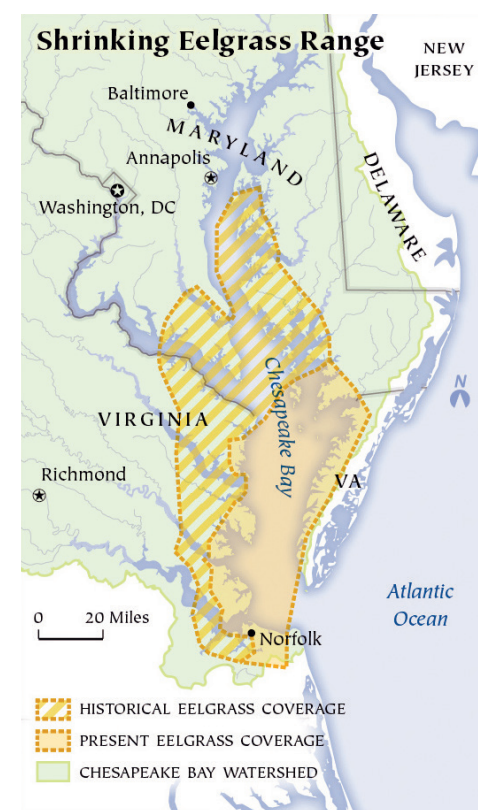 Shrinking Eelgrass Range
NEW
JERSEY
Baltimore
MARYLAND
Annapolis
DELAWARE
Washington, DC
Chesapeake Bay
N
VIRGINIA
Richmond
VA
Atlantic
Ocean
0 20 Miles
Norfolk
HISTORICAL EELGRASS COVERAGE
PRESENT EELGRASS COVERAGE
CHESAPEAKE BAY WATERSHED